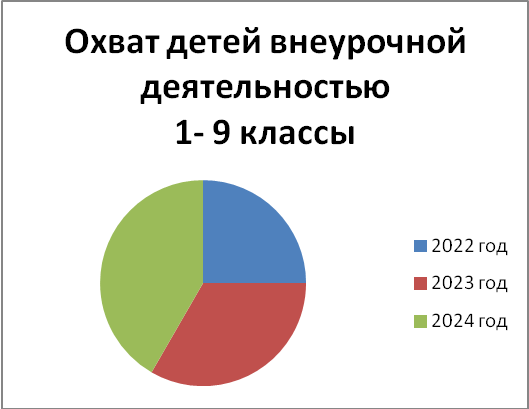 Охват детей внеурочной
деятельностью
1- 9 классы
2022 год
2023 год
2024 год